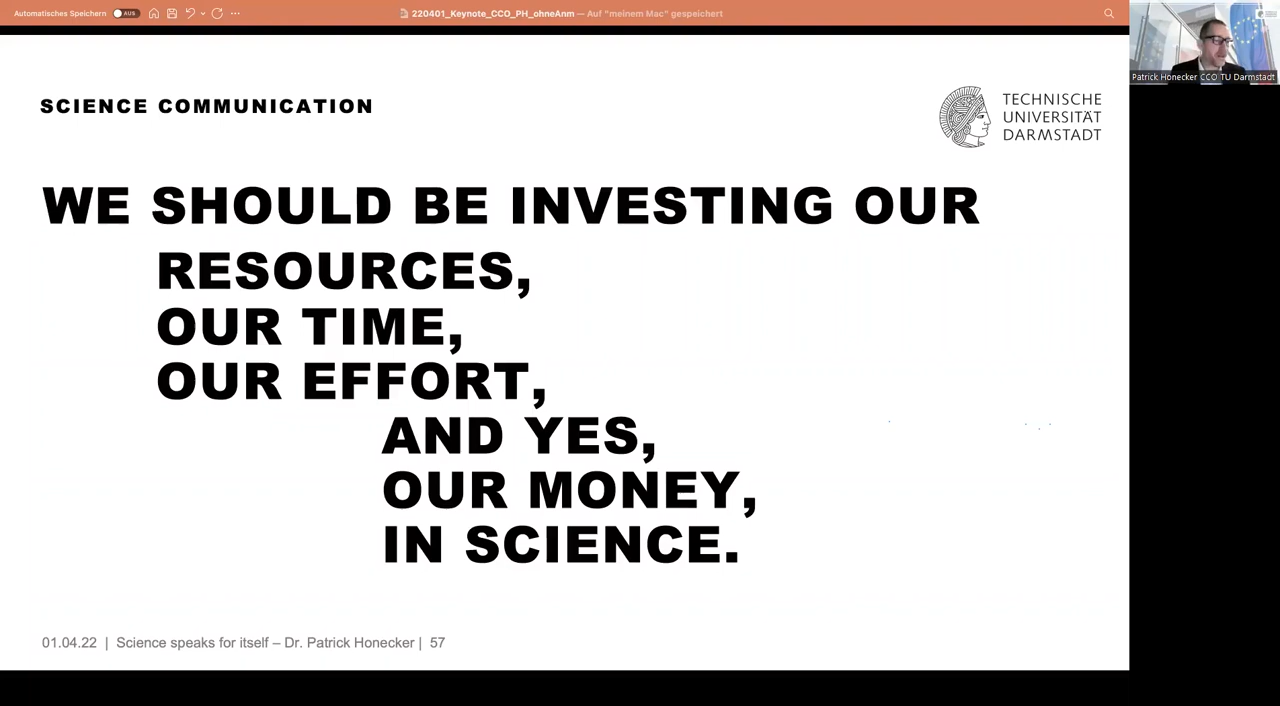 Automatisches Speichern AUS 220401_Keynote_CCO_PH_ohneAnm — Auf "meinem Mac" gespeichert
Patrick Honecker CCO TU Darmstadt
SCIENCE COMMUNICATION
TECHNISCHE
UNIVERSITÄT
DARMSTADT
WE SHOULD BE INVESTING OUR
RESOURCES,
OUR TIME,
OUR EFFORT,
AND YES,
OUR MONEY,
IN SCIENCE.
01.04.22 | Science speaks for itself – Dr. Patrick Honecker | 57